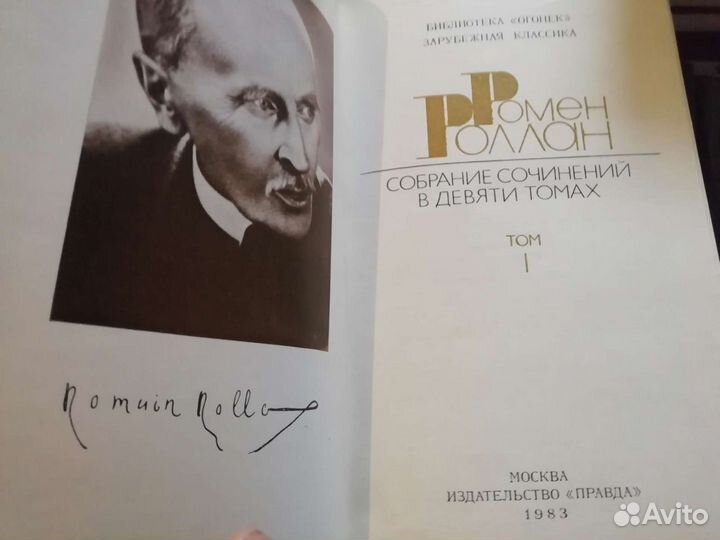 БИБЛИОТЕКА «ОГОНЕК»
ЗАРУБЕЖНАЯ КЛАССИКА
РОМЕН
РОЛЛАН
СОБРАНИЕ СОЧИНЕНИЙ
В ДЕВЯТИ ТОМАХ
ТОМ
I
Romain Rolland
МОСКВА
ИЗДАТЕЛЬСТВО «ПРАВДА»
1983
Avito